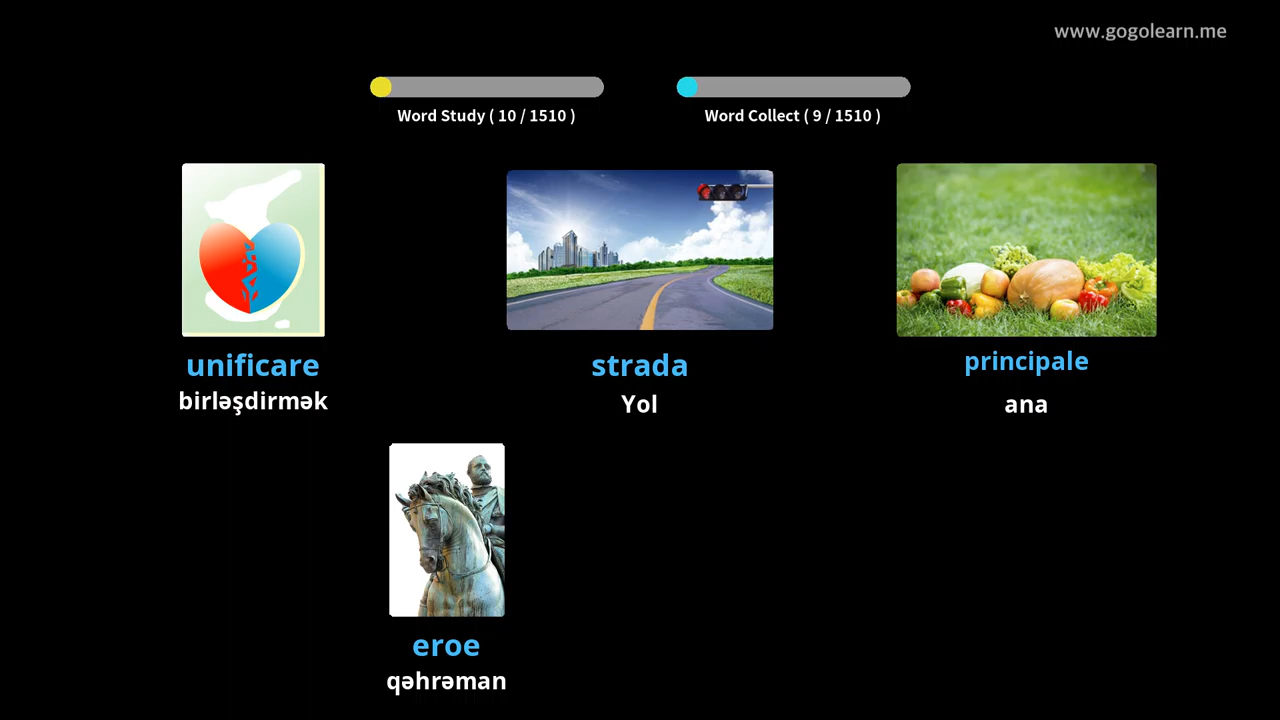 www.gogolearn.me
Word Study ( 10 / 1510 )
Word Collect ( 9 / 1510 )
unificare
birləşdirmək
strada
Yol
principale
ana
eroe
qəhrəman